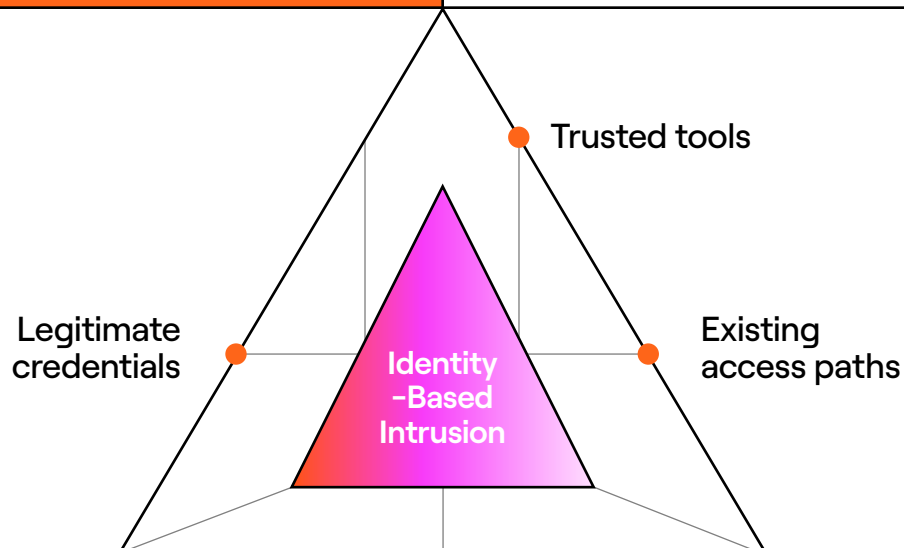 Trusted tools
Legitimate
credentials
Existing
access paths
Identity
-Based
Intrusion